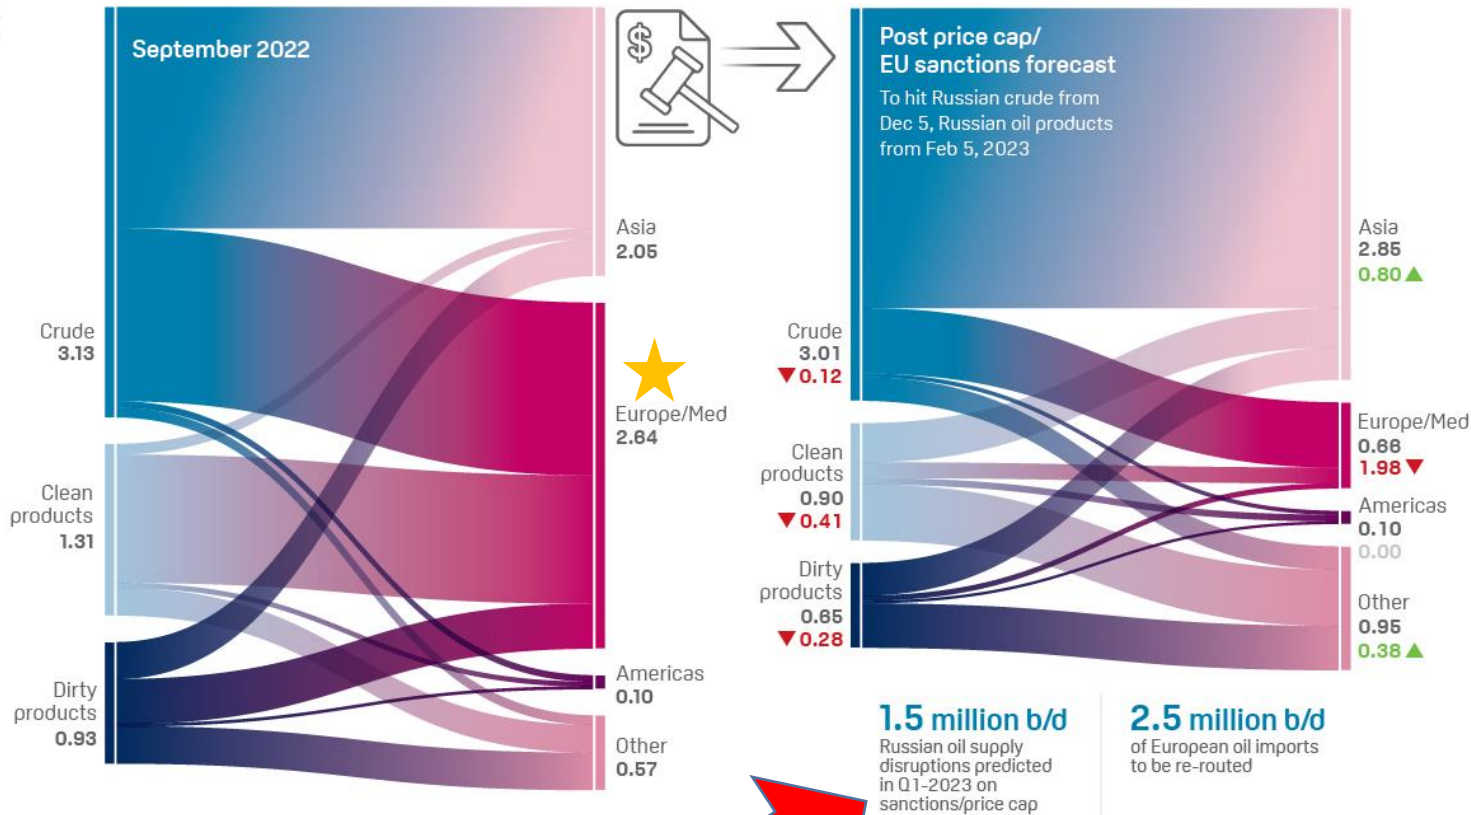 September 2022
Crude
3.13
Clean
products
1.31
Dirty
products
0.93
Asia
2.05
Europe/Med
2.64
Americas
0.10
Other
0.57
$
Post price cap/
EU sanctions forecast
To hit Russian crude from
Dec 5, Russian oil products
from Feb 5, 2023
Crude
3.01
▼0.12
Clean
products
0.90
▼0.41
Dirty
products
0.65
▼0.28
Asia
2.85
0.80▲
Europe/Med
0.66
1.98▼
Americas
0.10
0.00
Other
0.95
0.38▲
1.5 million b/d
Russian oil supply
disruptions predicted
in Q1-2023 on
sanctions/price cap
2.5 million b/d
of European oil imports
to be re-routed